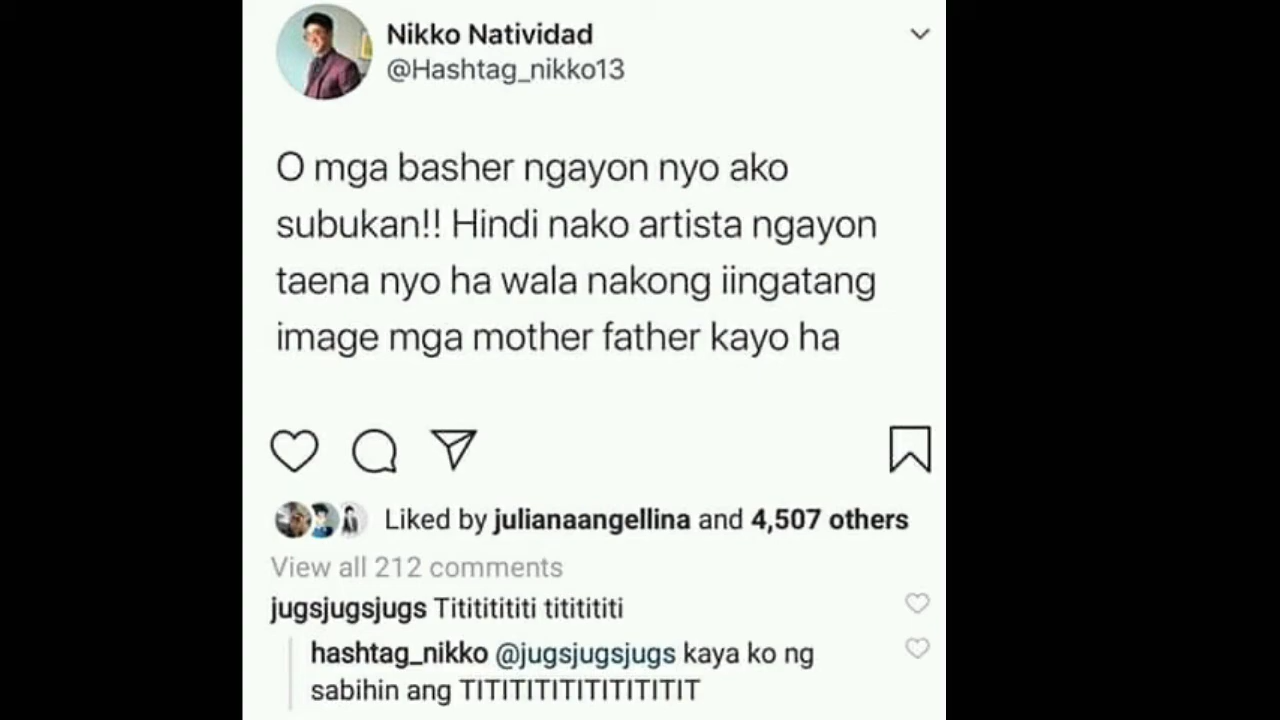 Nikko Natividad
@Hashtag_nikko13
O mga basher ngayon nyo ako
subukan!! Hindi nako artista ngayon
taena nyo ha wala nakong iingatang
image mga mother father kayo ha
Liked by julianaangellina and 4,507 others
View all 212 comments
jugsjugsjugs Titititititi titititititi
hashtag_nikko @jugsjugsjugs kaya ko ng
sabihin ang TITITITITITITITITIT